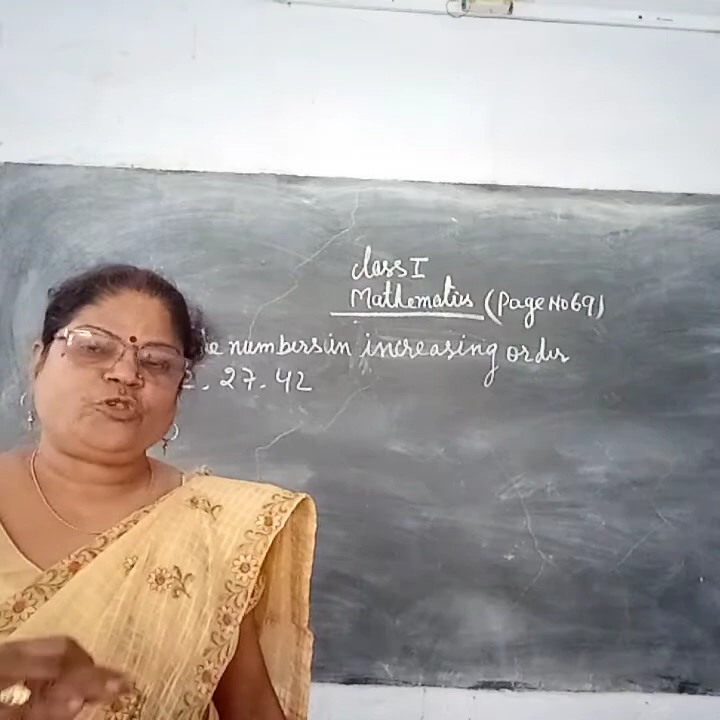 Class I
Mathematics (Page No 69)
numbers in increasing order
27. 42